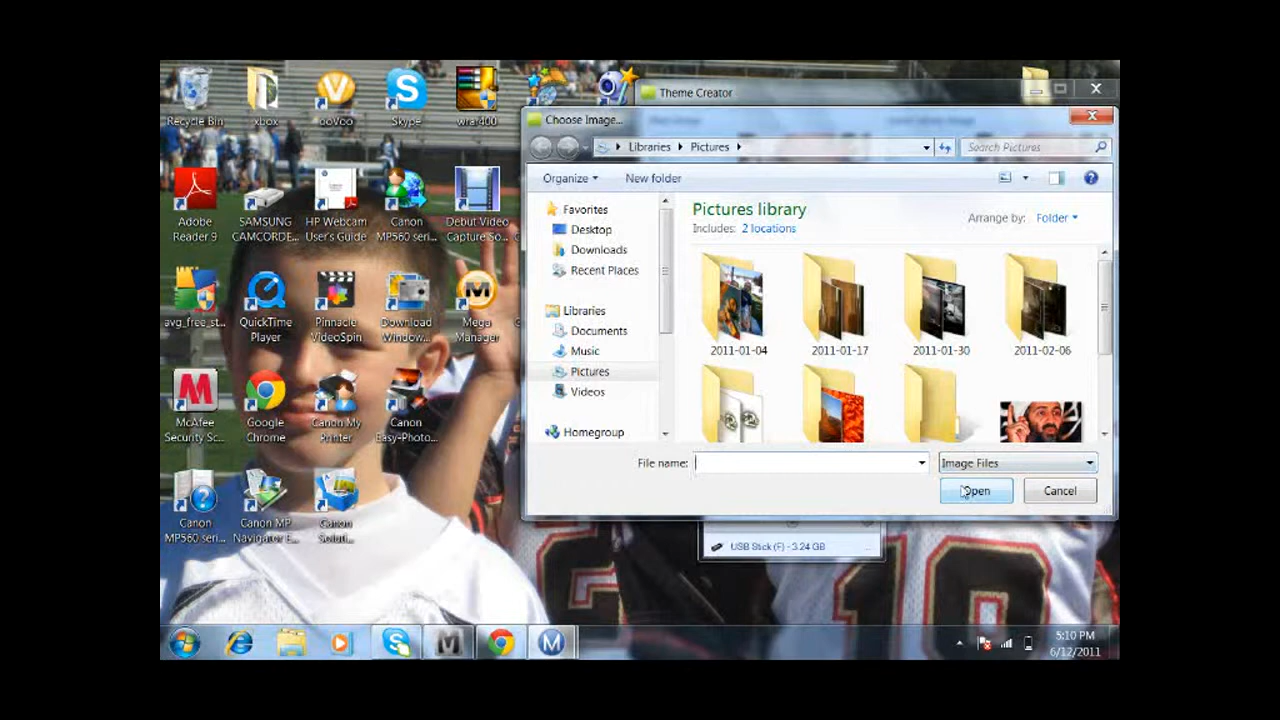 Theme Creator
Choose Image...
Libraries
Pictures
Search Pictures
Organize
New folder
Favorites
Desktop
Downloads
Recent Places
Libraries
Documents
Music
Pictures
Videos
Homegroup
Pictures library
Includes: 2 locations
Arrange by: Folder
2011-01-04
2011-01-17
2011-01-30
2011-02-06
File name:
Image Files
Open
Cancel
USB Stick (F) - 3.24 GB
Recycle Bin
xbox
ooVoo
Skype
wrar400
Adobe
Reader 9
SAMSUNG
CAMCORDE...
HP Webcam
User's Guide
Canon
MP560 seri...
Debut Video
Capture So...
avg_free_st...
QuickTime
Player
Pinnacle
VideoSpin
Download
Window...
Mega
Manager
McAfee
Security Sc...
Google
Chrome
Canon My
Printer
Canon
Easy-Photo...
Canon
MP560 seri...
Canon MP
Navigator E...
Canon
Soluti...
10
5:10 PM
6/12/2011